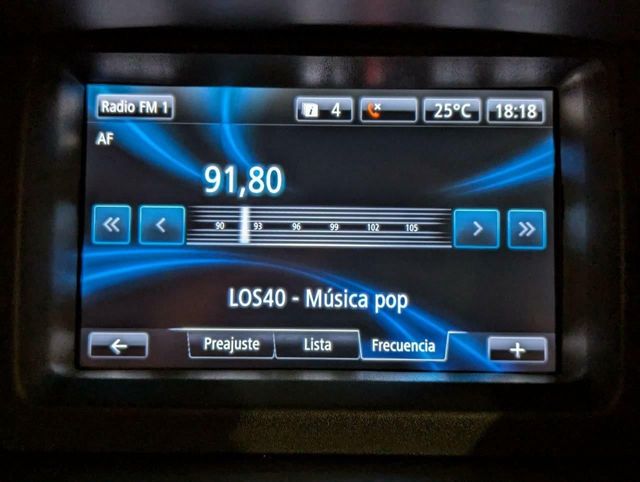 Radio FM 1 4 25°C 18:18
AF
91,80
90 93 96 99 102 105
LOS40 - Música pop
Preajuste Lista Frecuencia